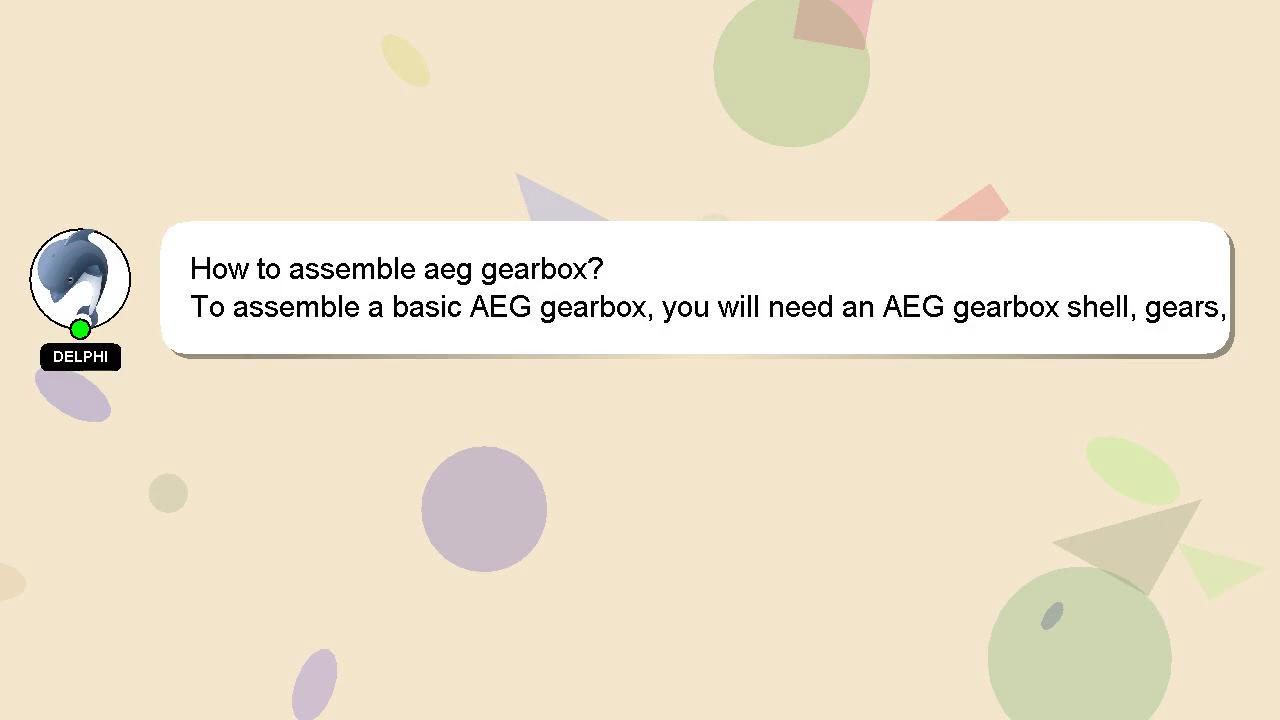 How to assemble aeg gearbox?
To assemble a basic AEG gearbox, you will need an AEG gearbox shell, gears,
DELPHI